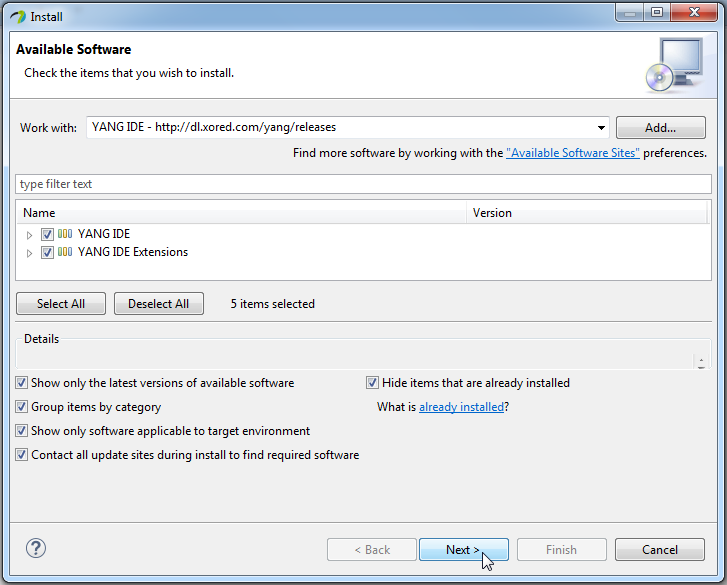 Install
Available Software
Check the items that you wish to install.
Work with: YANG IDE - http://dl.xored.com/yang/releases Add...
Find more software by working with the "Available Software Sites" preferences.
type filter text
Name Version
YANG IDE
YANG IDE Extensions
Select All Deselect All 5 items selected
Details
Show only the latest versions of available software Hide items that are already installed
Group items by category What is already installed?
Show only software applicable to target environment
Contact all update sites during install to find required software
? < Back Next > Finish Cancel